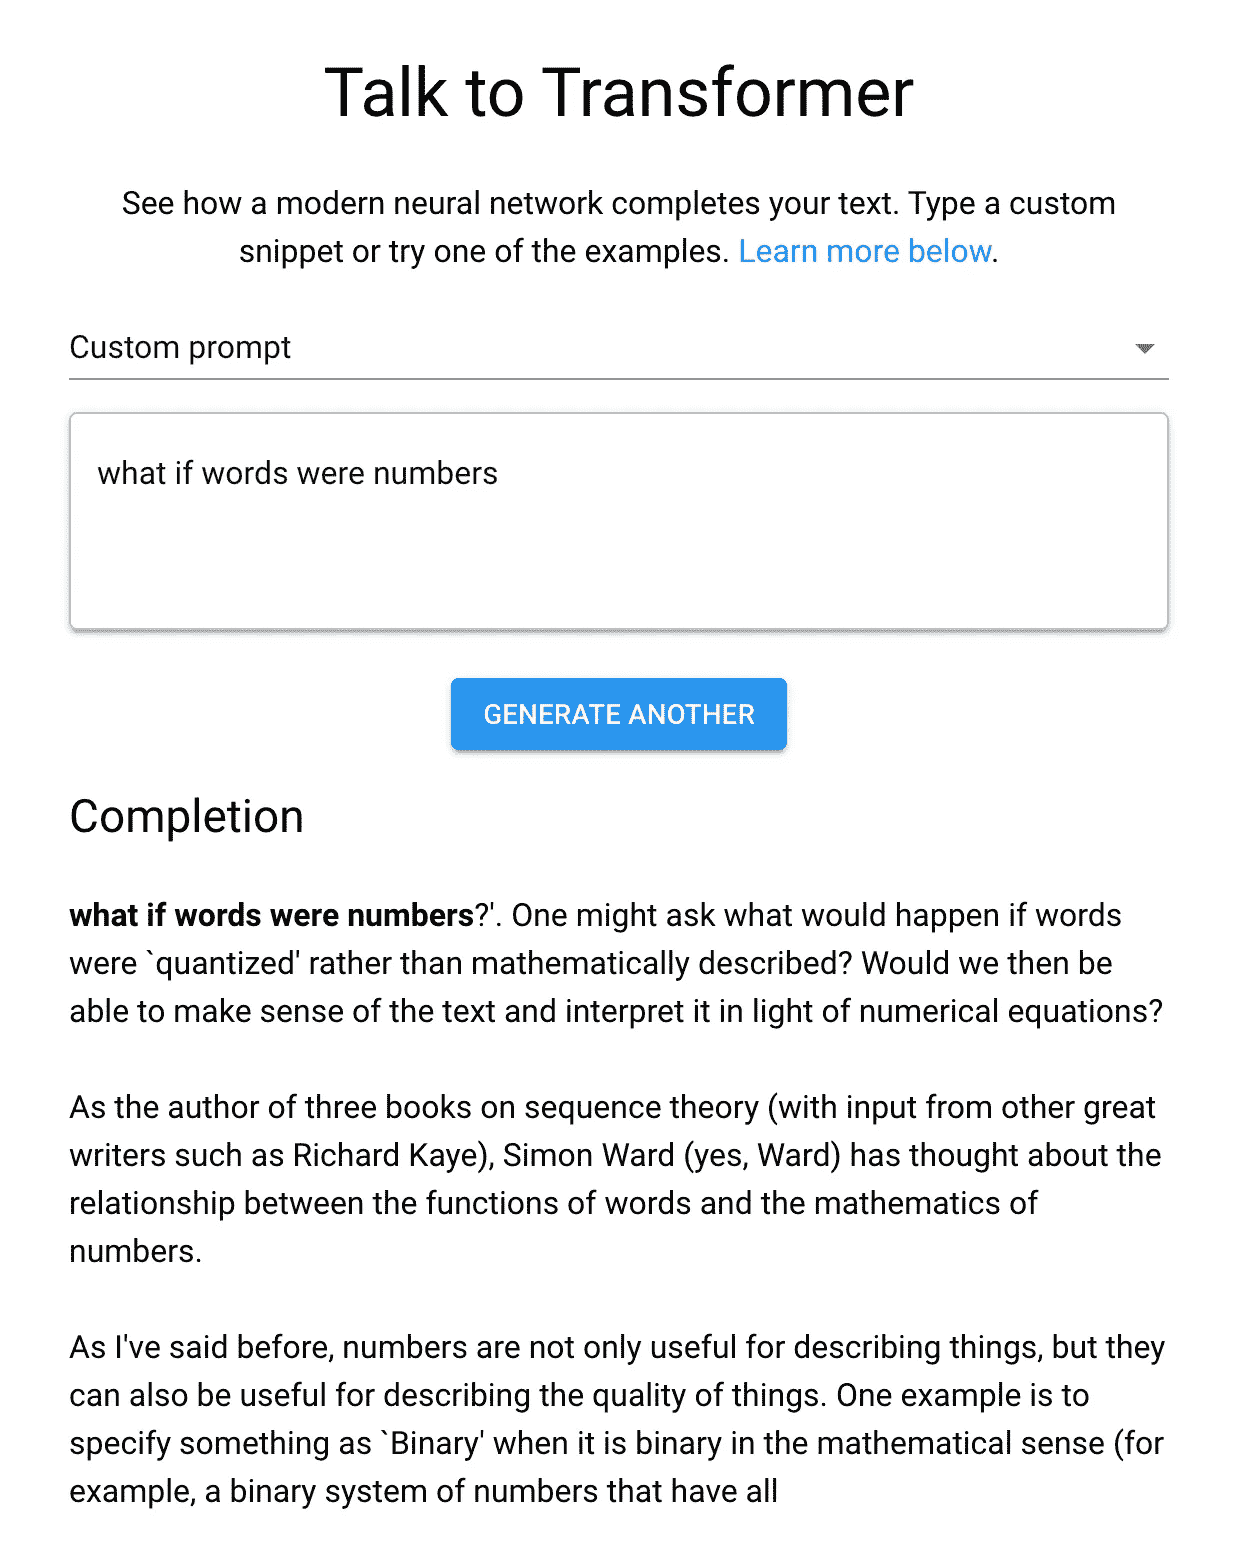 Talk to Transformer
See how a modern neural network completes your text. Type a custom
snippet or try one of the examples. Learn more below.
Custom prompt
what if words were numbers
GENERATE ANOTHER
Completion
what if words were numbers?'. One might ask what would happen if words
were `quantized' rather than mathematically described? Would we then be
able to make sense of the text and interpret it in light of numerical equations?
As the author of three books on sequence theory (with input from other great
writers such as Richard Kaye), Simon Ward (yes, Ward) has thought about the
relationship between the functions of words and the mathematics of
numbers.
As I've said before, numbers are not only useful for describing things, but they
can also be useful for describing the quality of things. One example is to
specify something as `Binary' when it is binary in the mathematical sense (for
example, a binary system of numbers that have all